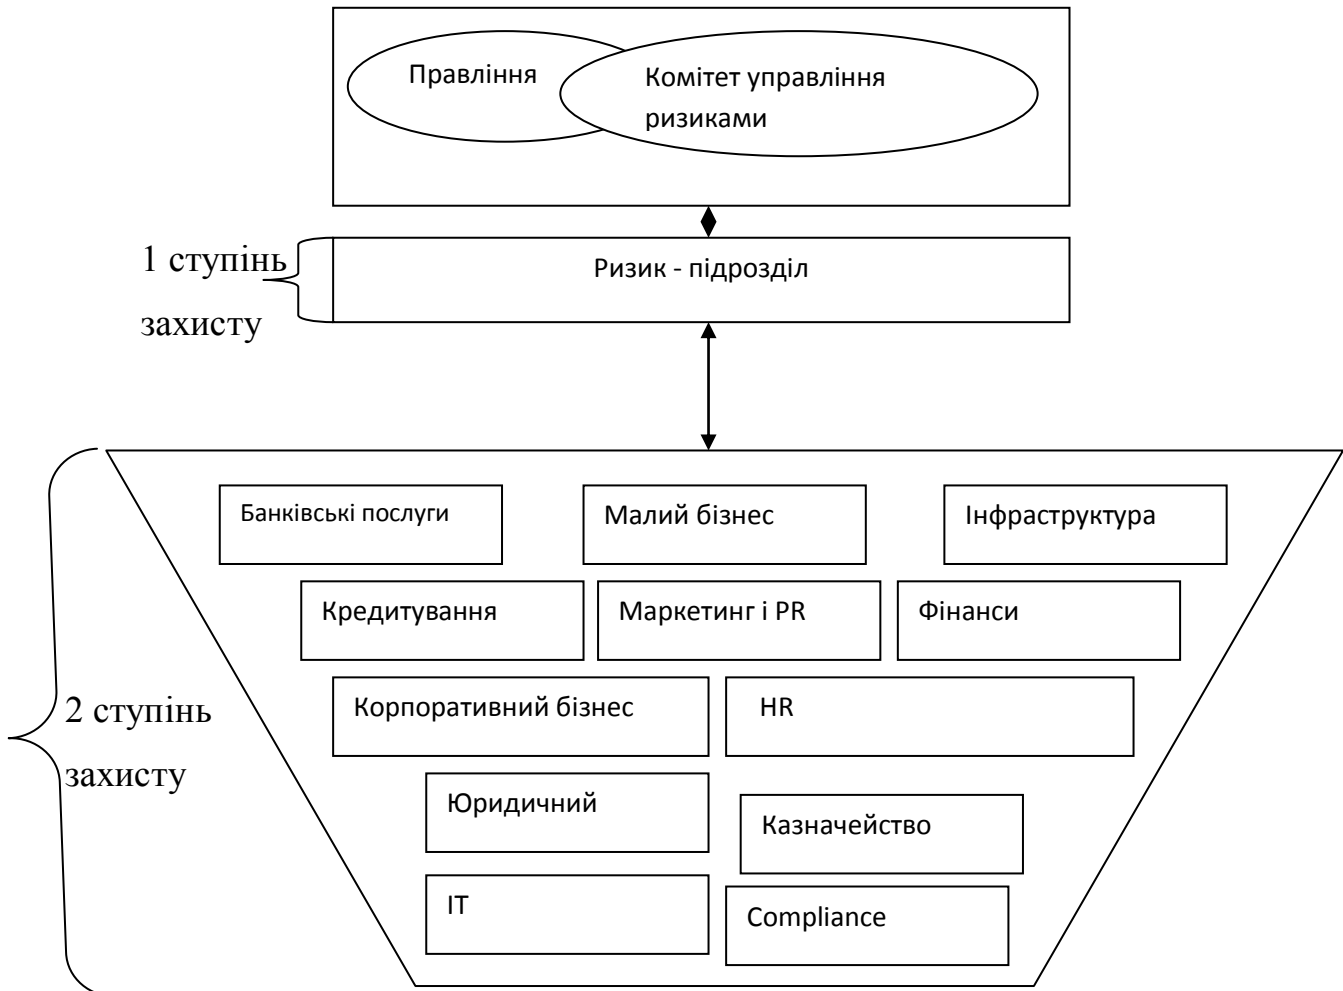 Правління
Комітет управління
ризиками
1 ступінь
захисту
Ризик - підрозділ
2 ступінь
захисту
Банківські послуги
Малий бізнес
Інфраструктура
Кредитування
Маркетинг і PR
Фінанси
Корпоративний бізнес
HR
Юридичний
Казначейство
ІТ
Compliance